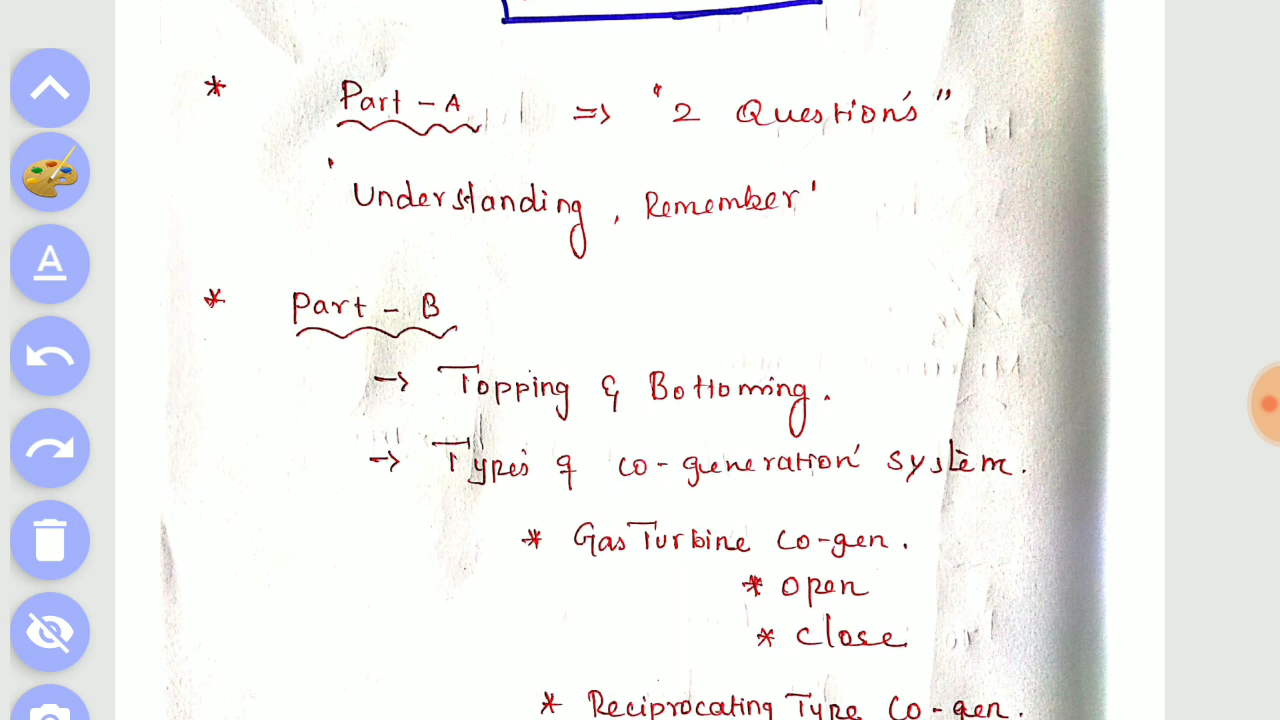 * Part - A => "2 Question's"
'Understanding, Remember'
* Part - B
→ Topping & Bottoming.
→ Types of co-generation system.
* Gas Turbine co-gen.
* open
* close
* Reciprocating Type Co-gen.